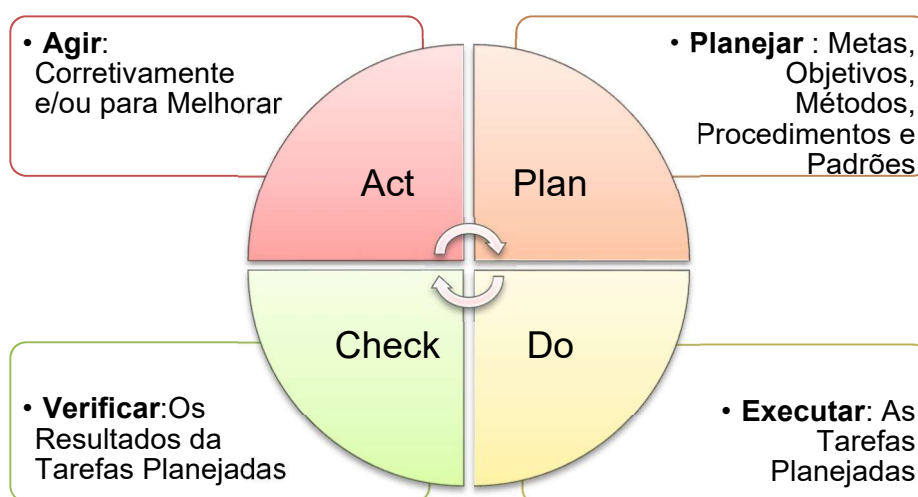 • Agir:
Corretivamente
e/ou para Melhorar
• Planejar : Metas,
Objetivos,
Métodos,
Procedimentos e
Padrões
Act
Plan
Check
Do
• Verificar:Os
Resultados da
Tarefas Planejadas
• Executar: As
Tarefas
Planejadas